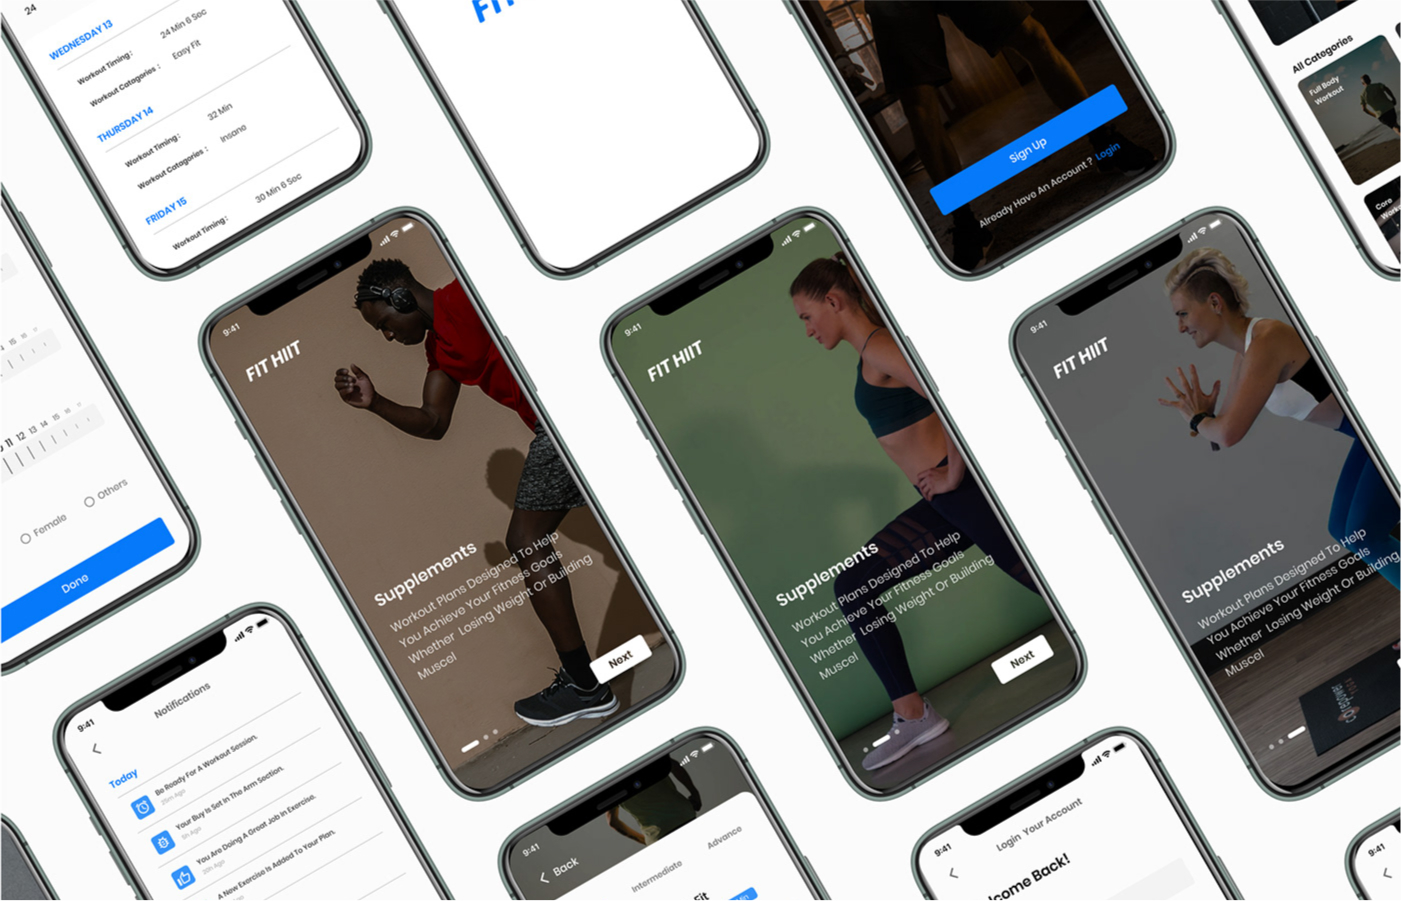 24
WEDNESDAY 13
Workout Timing : 24 Min 6 Sec
Workout Catagories : Easy Fit
THURSDAY 14
Workout Timing : 32 Min
Workout Catagories : Insane
FRIDAY 15
Workout Timing : 30 Min 6 Sec
Sign Up
Already Have An Account ? Login
All Categories
Full Body
Workout
Core
11 12 13 14 15 16
Female
Others
Done
9:41
FIT HIIT
Supplements
Workout Plans Designed To Help
You Achieve Your Fitness Goals
Whether Losing Weight Or Building
Muscel
Next
9:41
FIT HIIT
Supplements
Workout Plans Designed To Help
You Achieve Your Fitness Goals
Whether Losing Weight Or Building
Muscel
Next
9:41
FIT HIIT
Supplements
Workout Plans Designed To Help
You Achieve Your Fitness Goals
Whether Losing Weight Or Building
Muscel
9:41
Notifications
Today
Be Ready For A Workout Session.
Your Buy Is Set In The Arm Section.
5h Ago
You Are Doing A Great Job In Exercise.
A New Exercise Is Added To Your Plan.
9:41
Back
Intermediate
Advance
Fit
Min
9:41
Login Your Account
lcome Back!
9:41